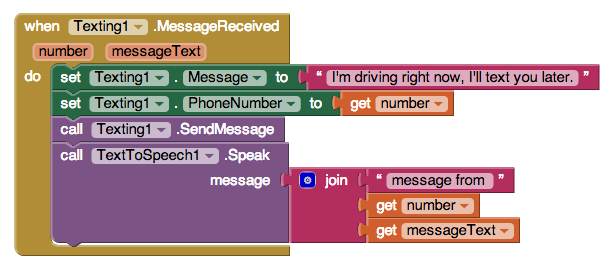 when Texting1 .MessageReceived
number messageText
do set Texting1 . Message to “ I'm driving right now, I'll text you later. ”
set Texting1 . PhoneNumber to get number
call Texting1 .SendMessage
call TextToSpeech1 .Speak
message join “ message from ”
get number
get messageText